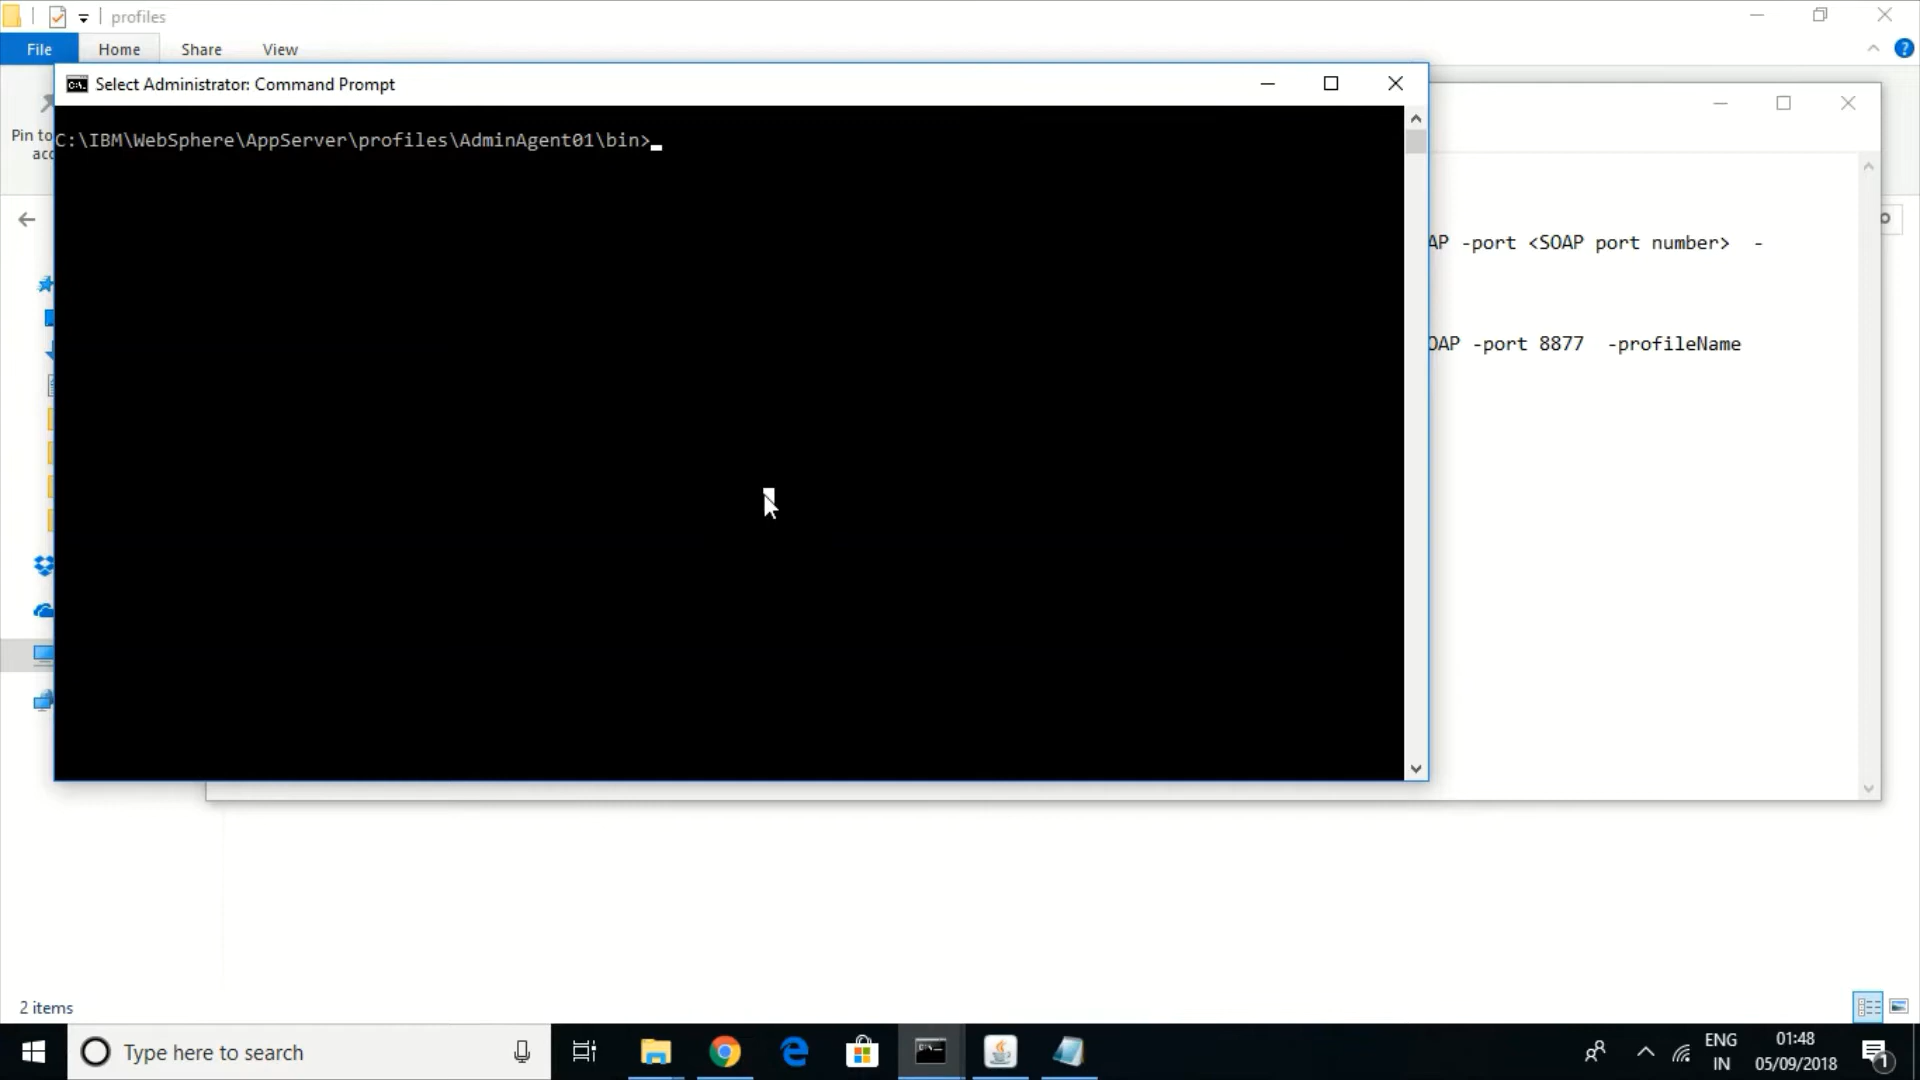 profiles
File Home Share View
Select Administrator: Command Prompt
Pin to
acc
C:\IBM\WebSphere\AppServer\profiles\AdminAgent01\bin>
AP -port <SOAP port number>  -
OAP -port 8877  -profileName
2 items
Type here to search
ENG
IN
01:48
05/09/2018
1